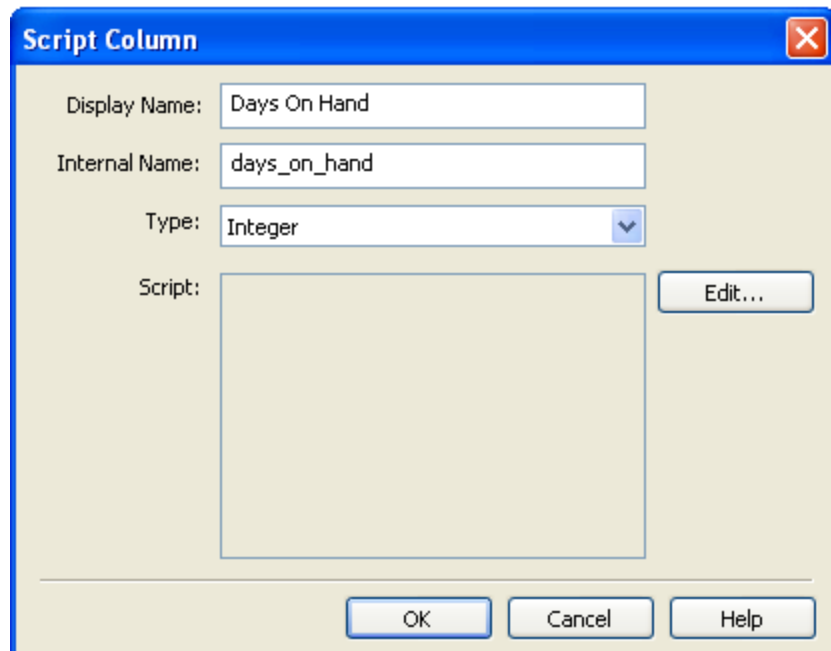 Script Column
Display Name: Days On Hand
Internal Name: days_on_hand
Type: Integer
Script: Edit...
OK Cancel Help